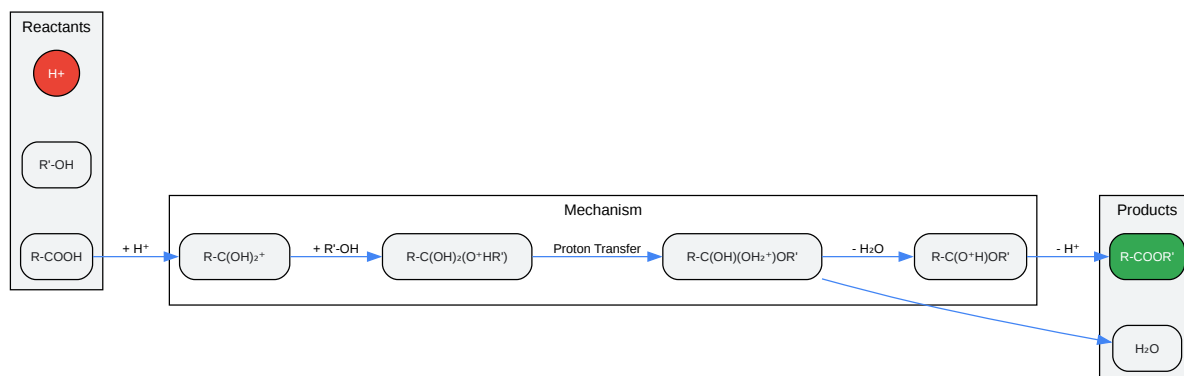 Reactants
H+
R'-OH
R-COOH
+ H⁺
Mechanism
R-C(OH)₂⁺
+ R'-OH
R-C(OH)₂(O⁺HR')
Proton Transfer
R-C(OH)(OH₂⁺)OR'
- H₂O
R-C(O⁺H)OR'
- H⁺
Products
R-COOR'
H₂O